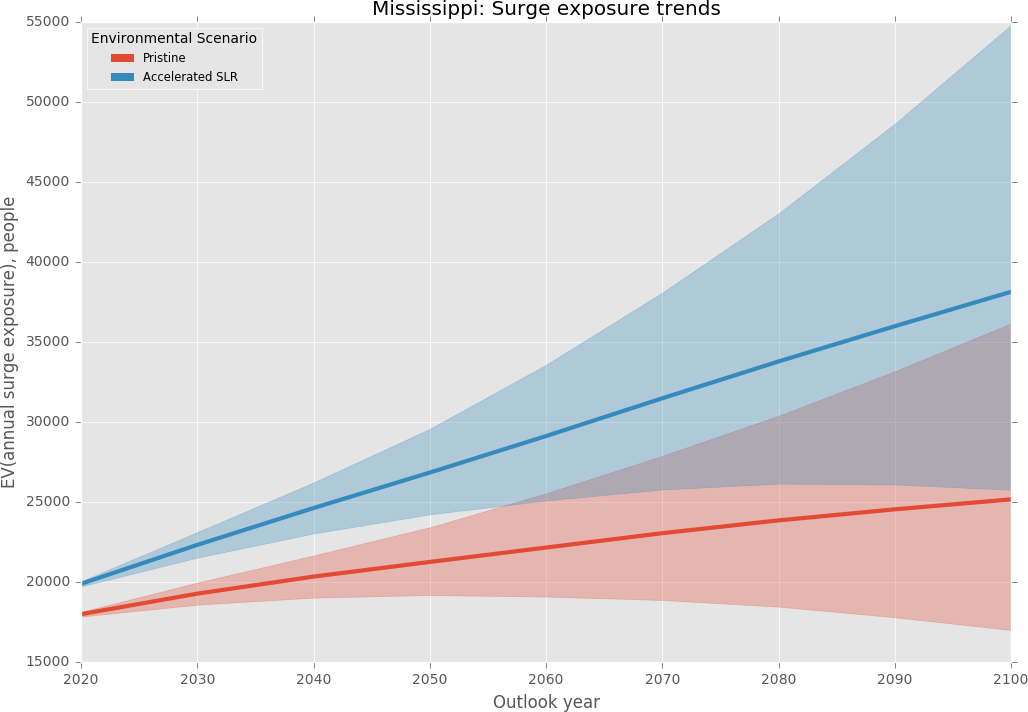 Mississippi: Surge exposure trends
Environmental Scenario
Pristine
Accelerated SLR
EV(annual surge exposure), people
55000
50000
45000
40000
35000
30000
25000
20000
15000
2020 2030 2040 2050 2060 2070 2080 2090 2100
Outlook year